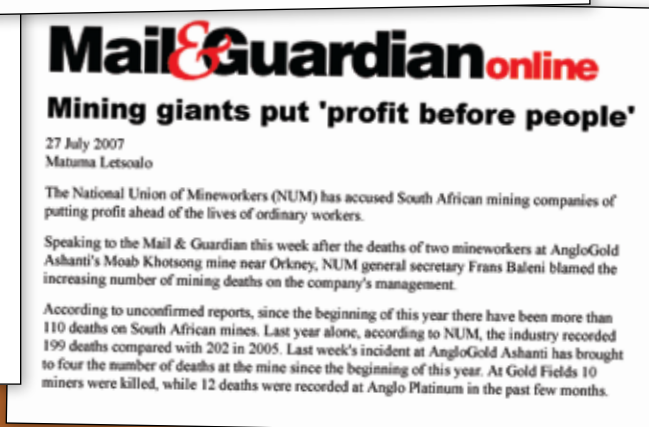 Mail&Guardianonline
Mining giants put 'profit before people'
27 July 2007
Matuma Letsoalo
The National Union of Mineworkers (NUM) has accused South African mining companies of
putting profit ahead of the lives of ordinary workers.
Speaking to the Mail & Guardian this week after the deaths of two mineworkers at AngloGold
Ashanti's Moab Khotsong mine near Orkney, NUM general secretary Frans Baleni blamed the
increasing number of mining deaths on the company's management.
According to unconfirmed reports, since the beginning of this year there have been more than
110 deaths on South African mines. Last year alone, according to NUM, the industry recorded
199 deaths compared with 202 in 2005. Last week's incident at AngloGold Ashanti has brought
to four the number of deaths at the mine since the beginning of this year. At Gold Fields 10
miners were killed, while 12 deaths were recorded at Anglo Platinum in the past few months.